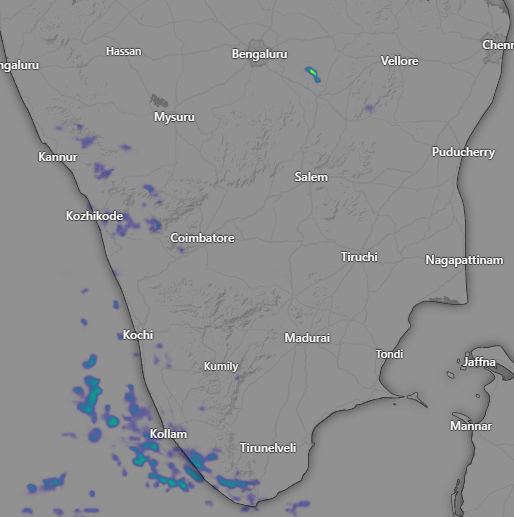 Hassan
Bengaluru
Chenn
ngaluru
Vellore
Mysuru
Kannur
Puducherry
Salem
Kozhikode
Coimbatore
Tiruchi
Nagapattinam
Kochi
Madurai
Tondi
Kumily
Jaffna
Kollam
Mannar
Tirunelveli